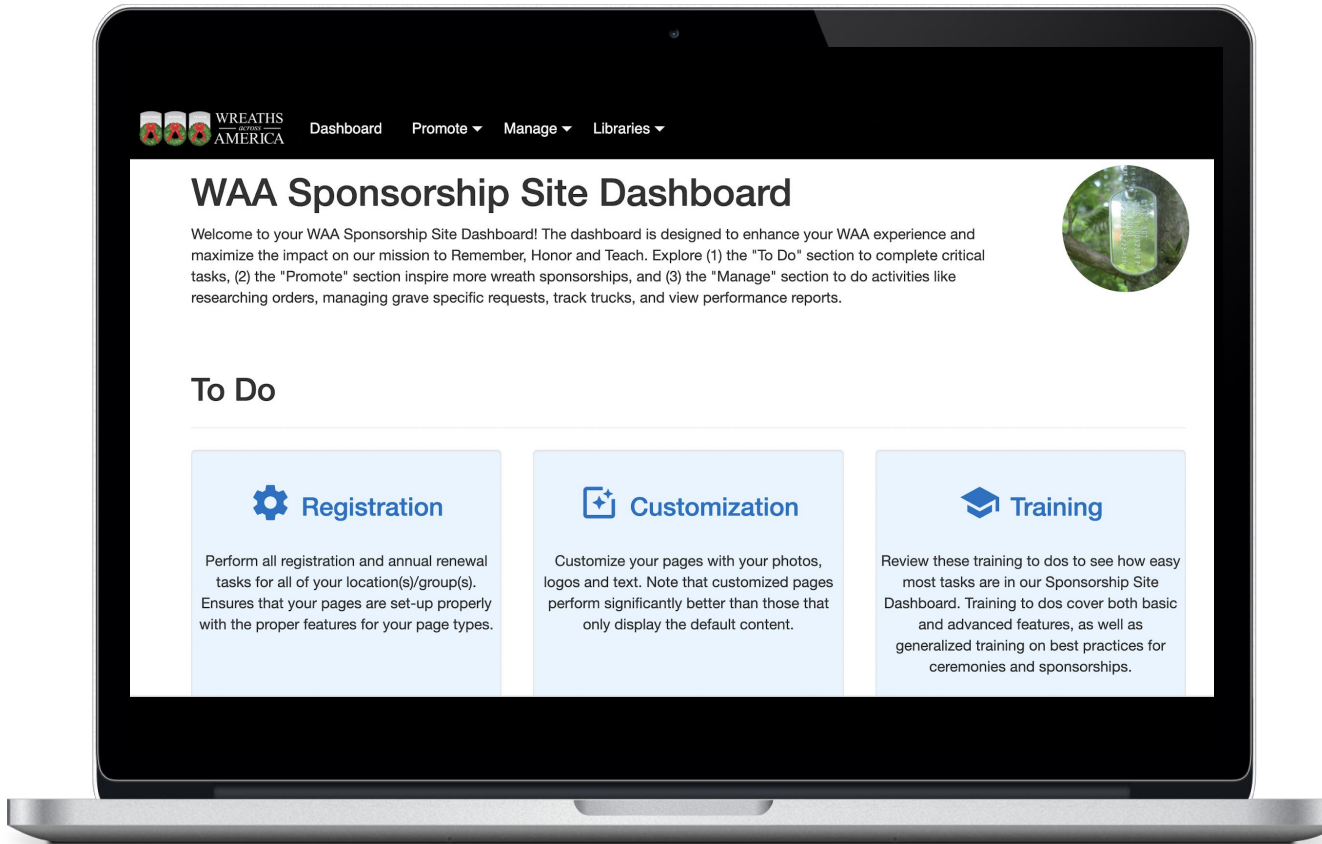 WREATHS
across
AMERICA
Dashboard Promote Manage Libraries
WAA Sponsorship Site Dashboard
Welcome to your WAA Sponsorship Site Dashboard! The dashboard is designed to enhance your WAA experience and
maximize the impact on our mission to Remember, Honor and Teach. Explore (1) the "To Do" section to complete critical
tasks, (2) the "Promote" section inspire more wreath sponsorships, and (3) the "Manage" section to do activities like
researching orders, managing grave specific requests, track trucks, and view performance reports.
To Do
Registration
Perform all registration and annual renewal
tasks for all of your location(s)/group(s).
Ensures that your pages are set-up properly
with the proper features for your page types.
Customization
Customize your pages with your photos,
logos and text. Note that customized pages
perform significantly better than those that
only display the default content.
Training
Review these training to dos to see how easy
most tasks are in our Sponsorship Site
Dashboard. Training to dos cover both basic
and advanced features, as well as
generalized training on best practices for
ceremonies and sponsorships.